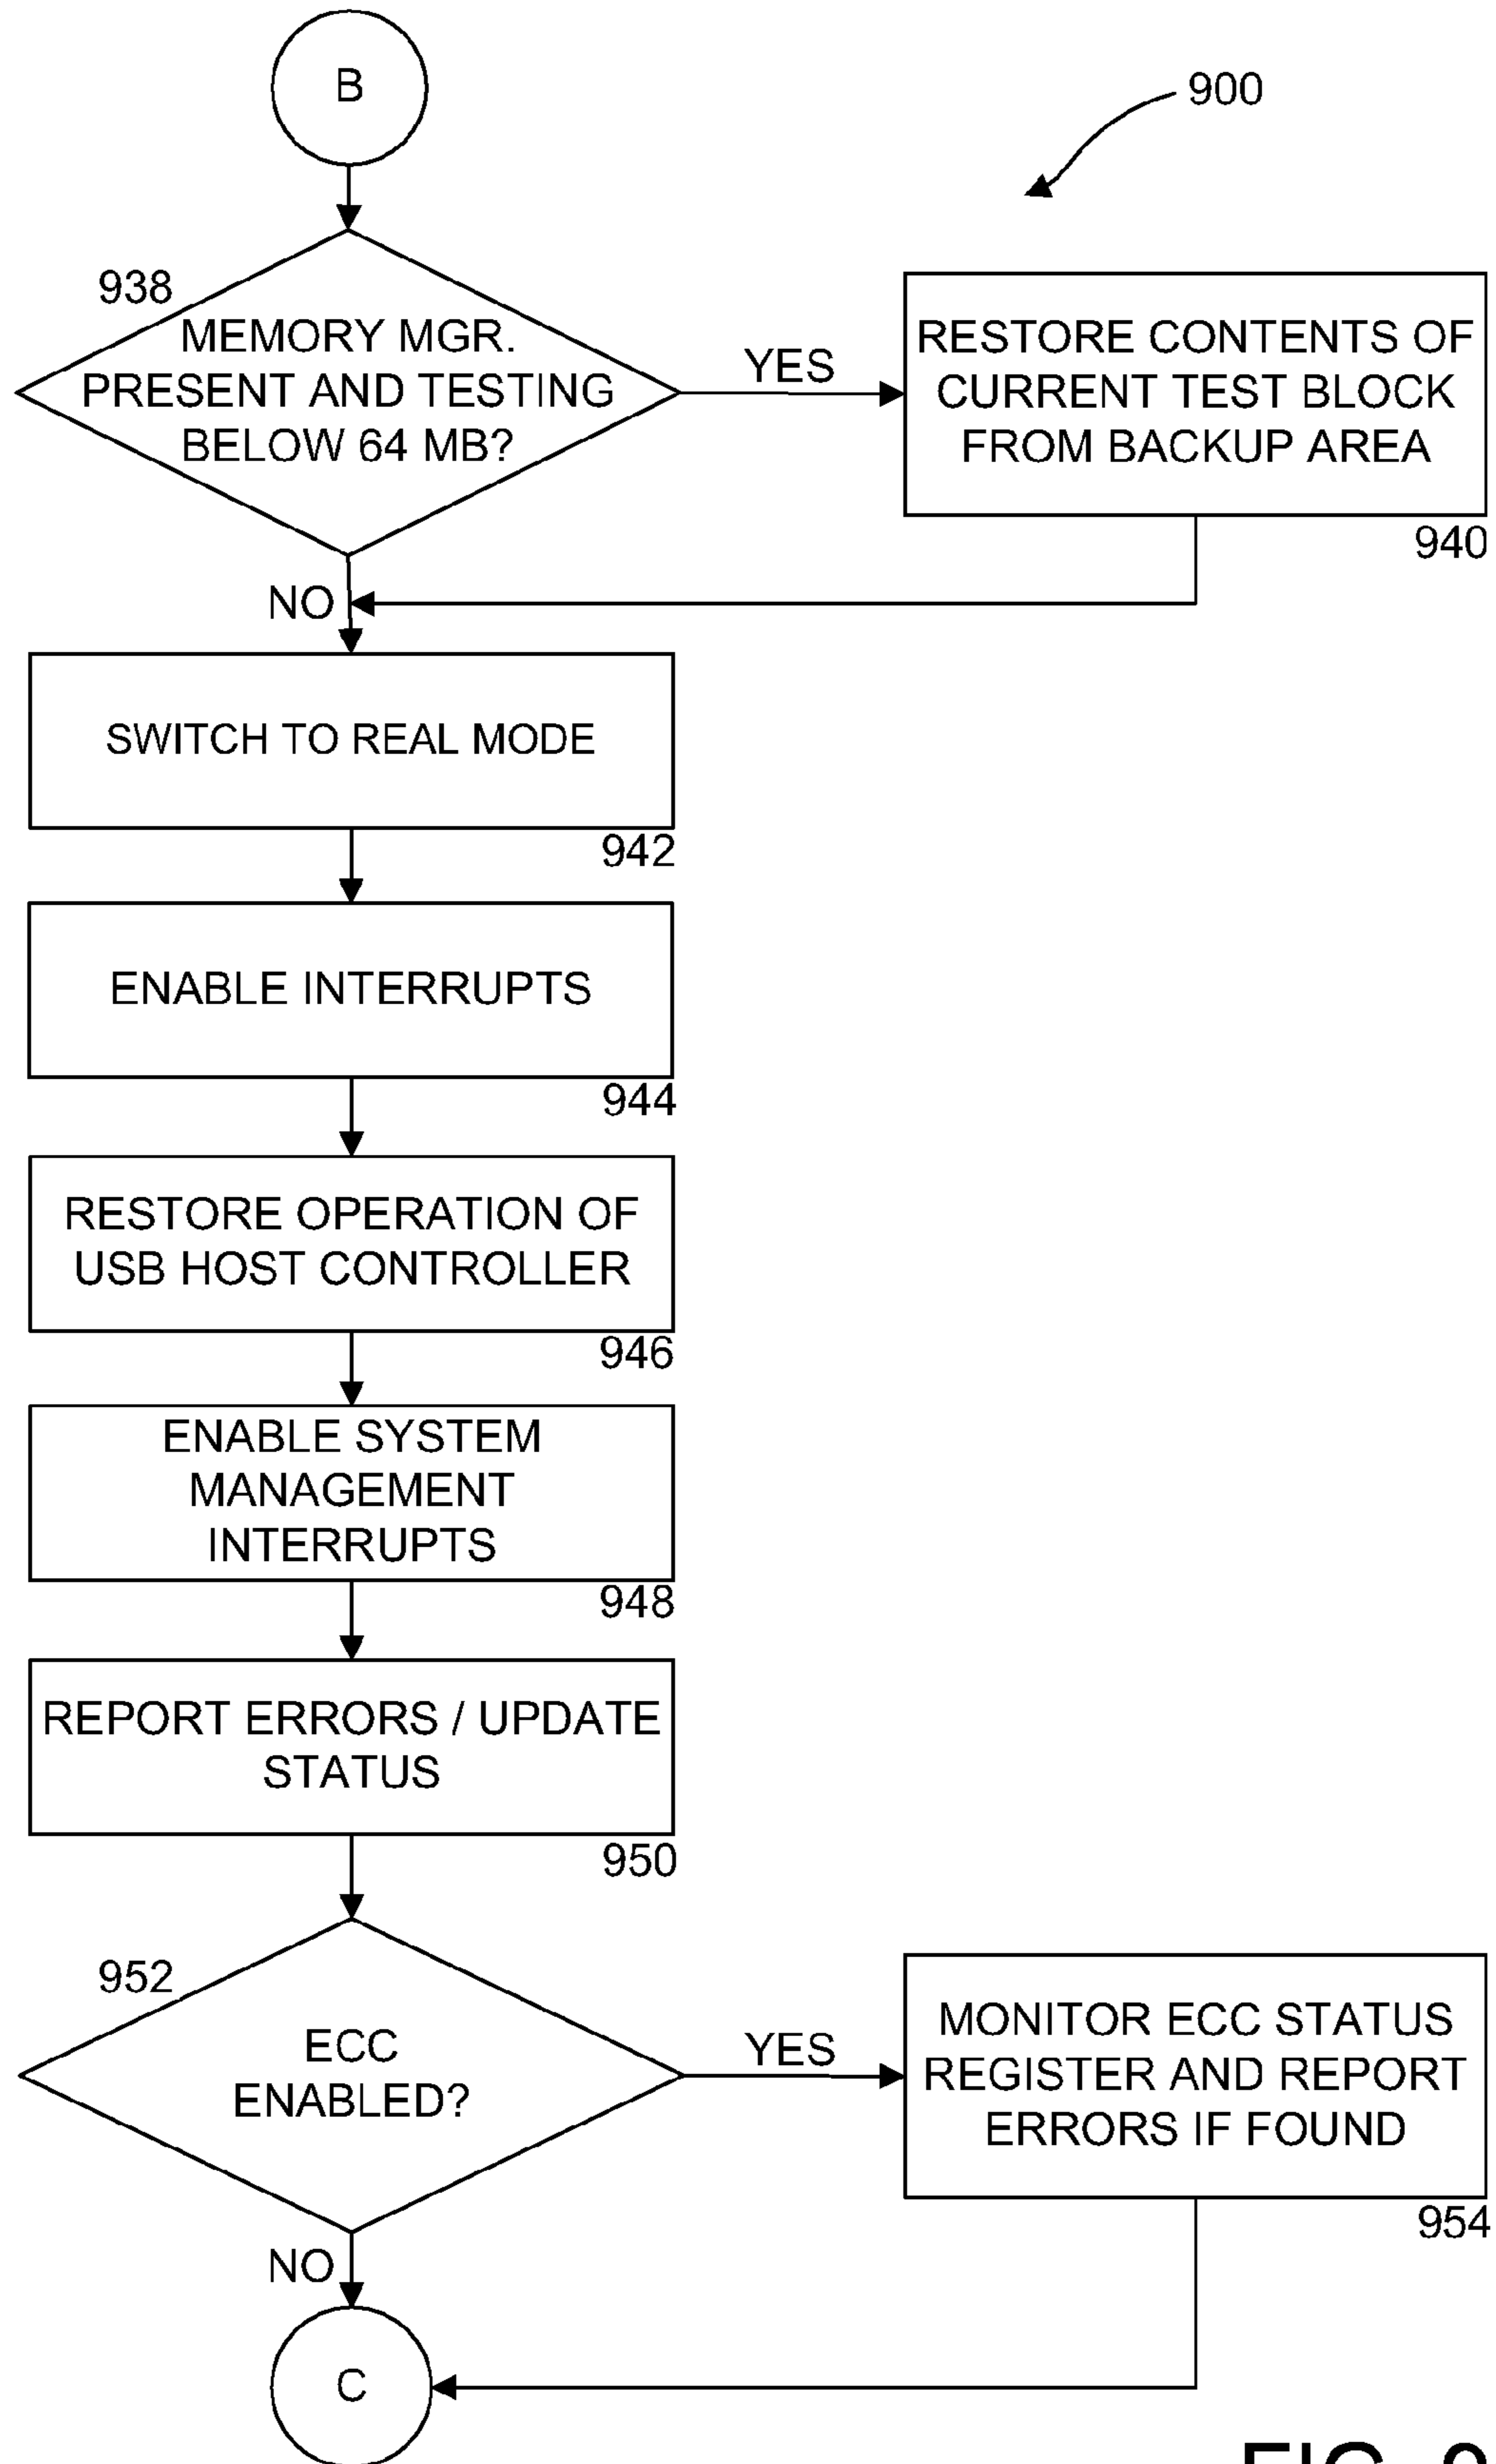 B
900
938
MEMORY MGR.
PRESENT AND TESTING
BELOW 64 MB?
YES
RESTORE CONTENTS OF
CURRENT TEST BLOCK
FROM BACKUP AREA
940
NO
SWITCH TO REAL MODE
942
ENABLE INTERRUPTS
944
RESTORE OPERATION OF
USB HOST CONTROLLER
946
ENABLE SYSTEM
MANAGEMENT
INTERRUPTS
948
REPORT ERRORS / UPDATE
STATUS
950
952
ECC
ENABLED?
YES
MONITOR ECC STATUS
REGISTER AND REPORT
ERRORS IF FOUND
954
NO
C
FIG.